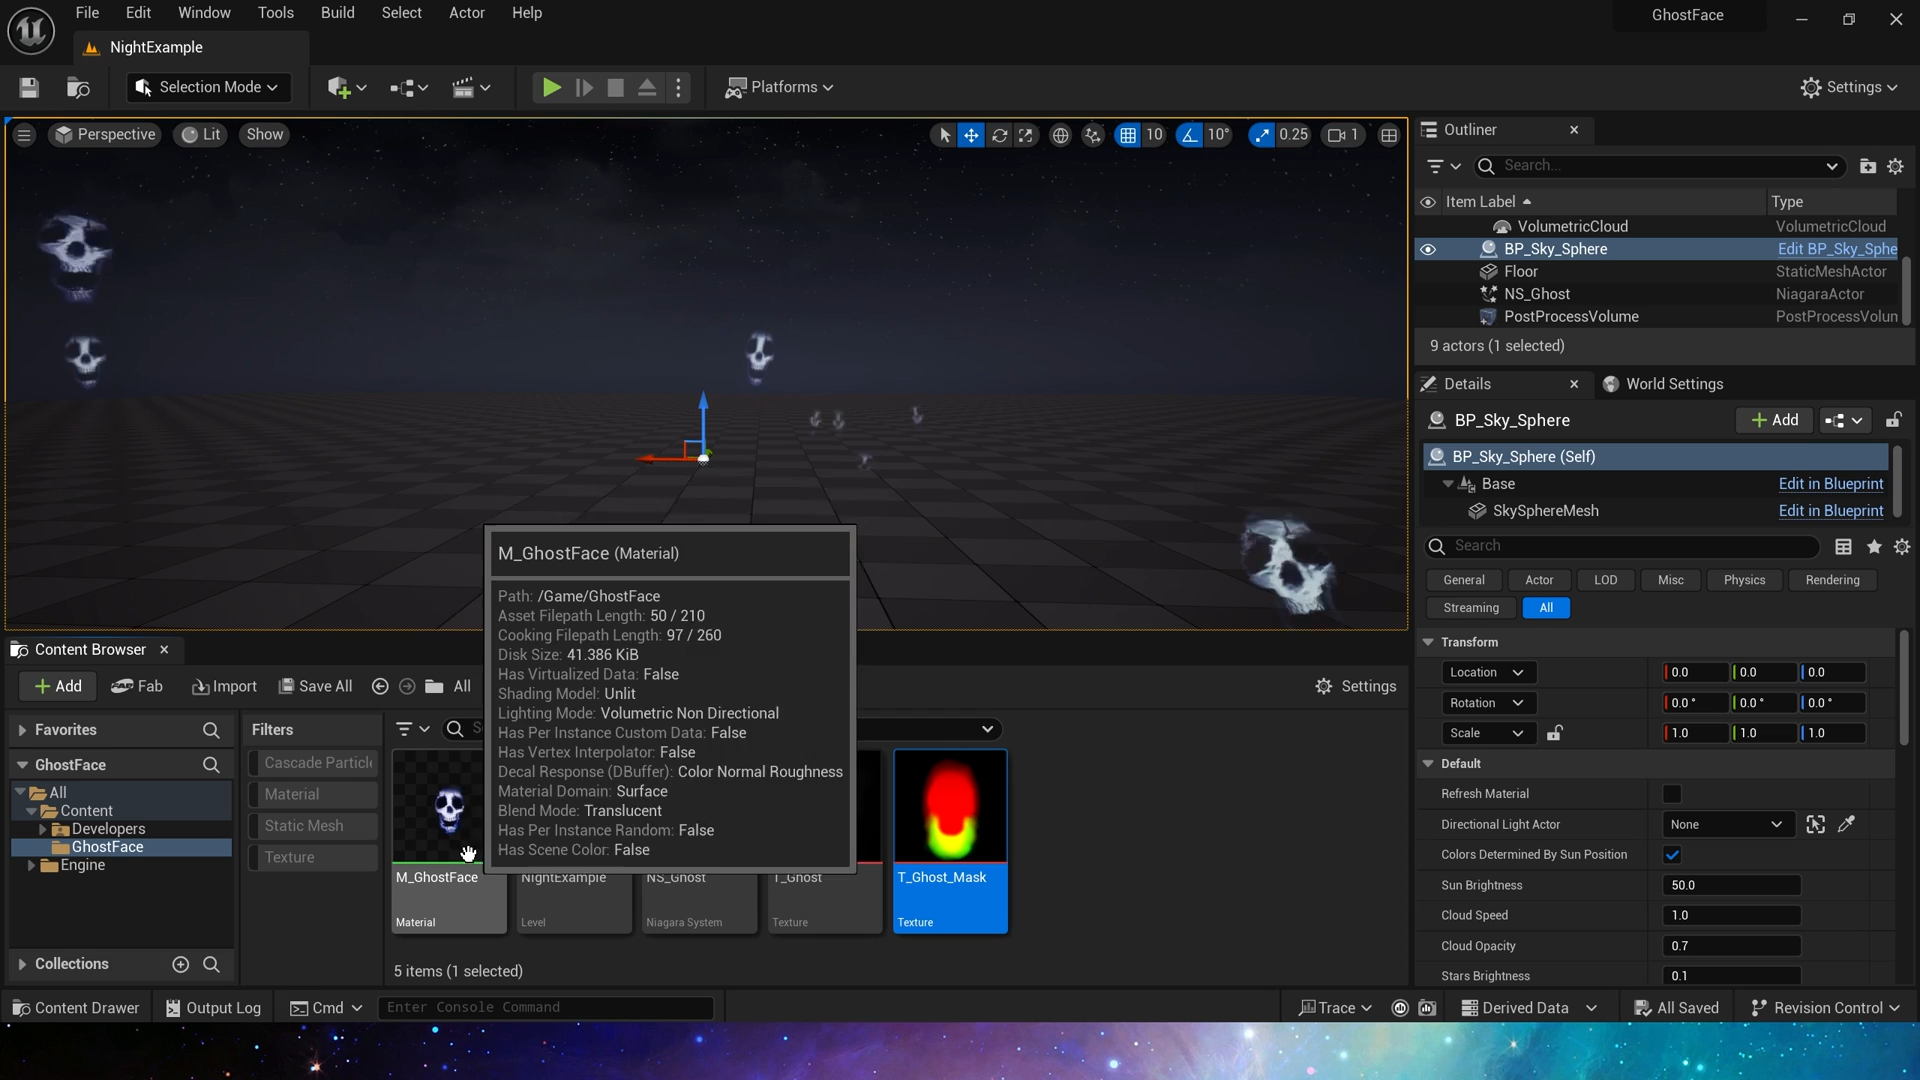 File Edit Window Tools Build Select Actor Help
GhostFace
NightExample
Selection Mode
Platforms
Settings
Perspective Lit Show
10 10° 0.25 1
Outliner
Search...
Item Label Type
VolumetricCloud VolumetricCloud
BP_Sky_Sphere Edit BP_Sky_Sphe
Floor StaticMeshActor
NS_Ghost NiagaraActor
PostProcessVolume PostProcessVolun
9 actors (1 selected)
Details World Settings
BP_Sky_Sphere Add
BP_Sky_Sphere (Self)
Base Edit in Blueprint
SkySphereMesh Edit in Blueprint
Search
General Actor LOD Misc Physics Rendering
Streaming All
Transform
Location 0.0 0.0 0.0
Rotation 0.0 ° 0.0 ° 0.0 °
Scale 1.0 1.0 1.0
Default
Refresh Material
Directional Light Actor None
Colors Determined By Sun Position
Sun Brightness 50.0
Cloud Speed 1.0
Cloud Opacity 0.7
Stars Brightness 0.1
M_GhostFace (Material)
Path: /Game/GhostFace
Asset Filepath Length: 50 / 210
Cooking Filepath Length: 97 / 260
Disk Size: 41.386 KiB
Has Virtualized Data: False
Shading Model: Unlit
Lighting Mode: Volumetric Non Directional
Has Per Instance Custom Data: False
Has Vertex Interpolator: False
Decal Response (DBuffer): Color Normal Roughness
Material Domain: Surface
Blend Mode: Translucent
Has Per Instance Random: False
Has Scene Color: False
Content Browser
Add Fab Import Save All All
Settings
Favorites
GhostFace
All
Content
Developers
GhostFace
Engine
Collections
Filters
Cascade Particle
Material
Static Mesh
Texture
M_GhostFace NightExample NS_Ghost T_Ghost T_Ghost_Mask
Material Level Niagara System Texture Texture
5 items (1 selected)
Content Drawer Output Log Cmd Enter Console Command
Trace Derived Data All Saved Revision Control